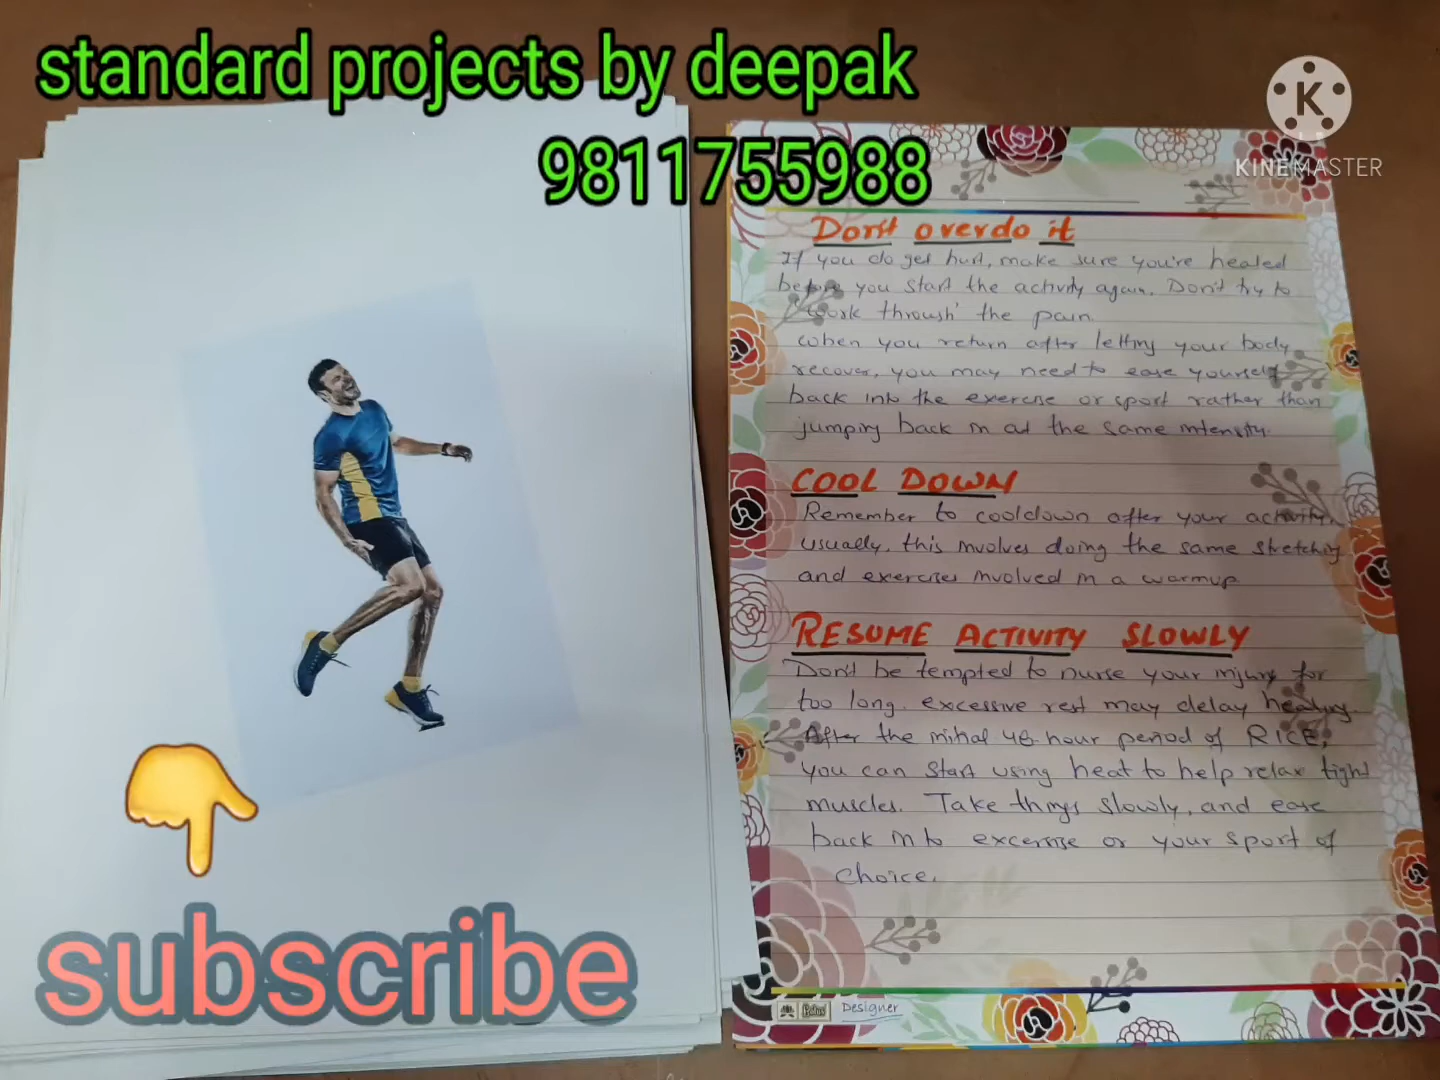 standard projects by deepak
9811755988
KINEMASTER
Don't overdo it
If you do get hurt, make sure you're healed
before you start the activity again. Don't try to
"work through" the pain.
when you return after letting your body
recover, you may need to ease yourself
back into the exercise or sport rather than
jumping back in at the same intensity.
COOL DOWN
Remember to cooldown after your activity.
usually, this involves doing the same stretching
and exercises involved in a warmup.
RESUME ACTIVITY SLOWLY
Don't be tempted to nurse your injury for
too long. excessive rest may delay healing.
After the initial 48-hour period of RICE,
you can start using heat to help relax tight
muscles. Take things slowly, and ease
back in to excercise or your sport of
choice.
subscribe
Lotus Designer